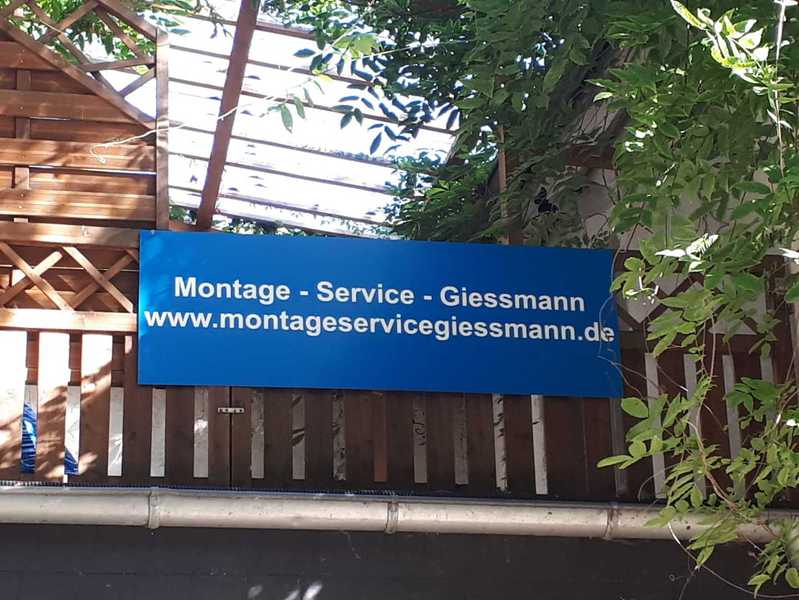 Montage - Service - Giessmann
www.montageservicegiessmann.de